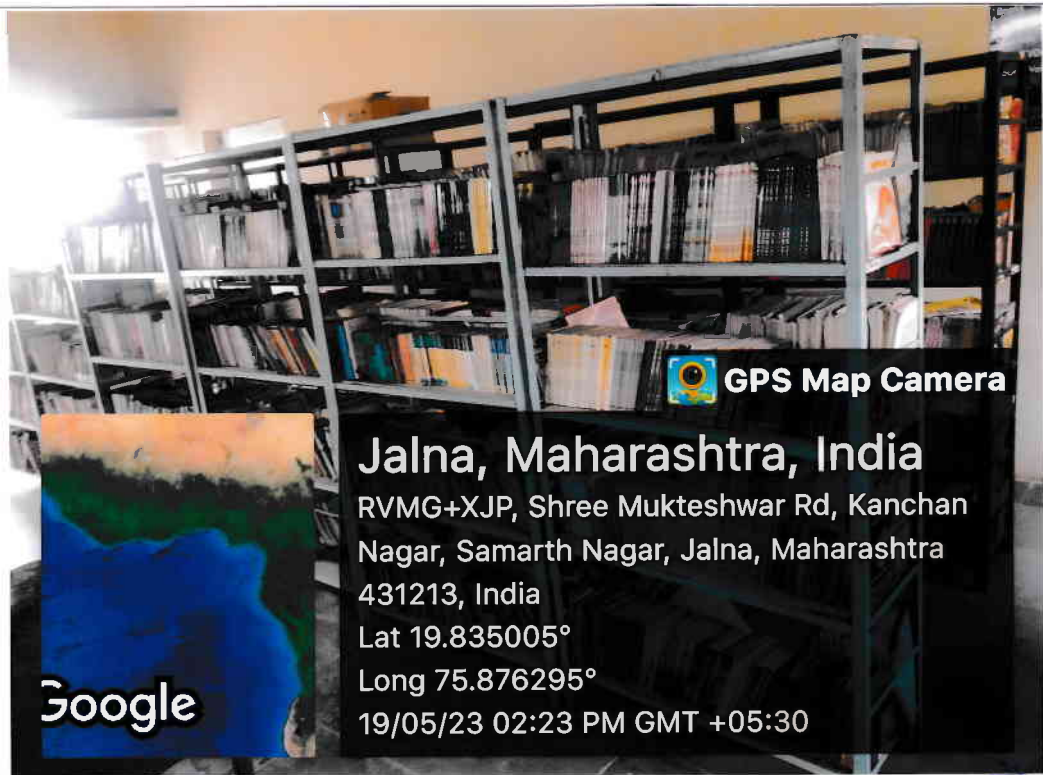 GPS Map Camera
Jalna, Maharashtra, India
RVMG+XJP, Shree Mukteshwar Rd, Kanchan
Nagar, Samarth Nagar, Jalna, Maharashtra
431213, India
Lat 19.835005°
Long 75.876295°
19/05/23 02:23 PM GMT +05:30
Google